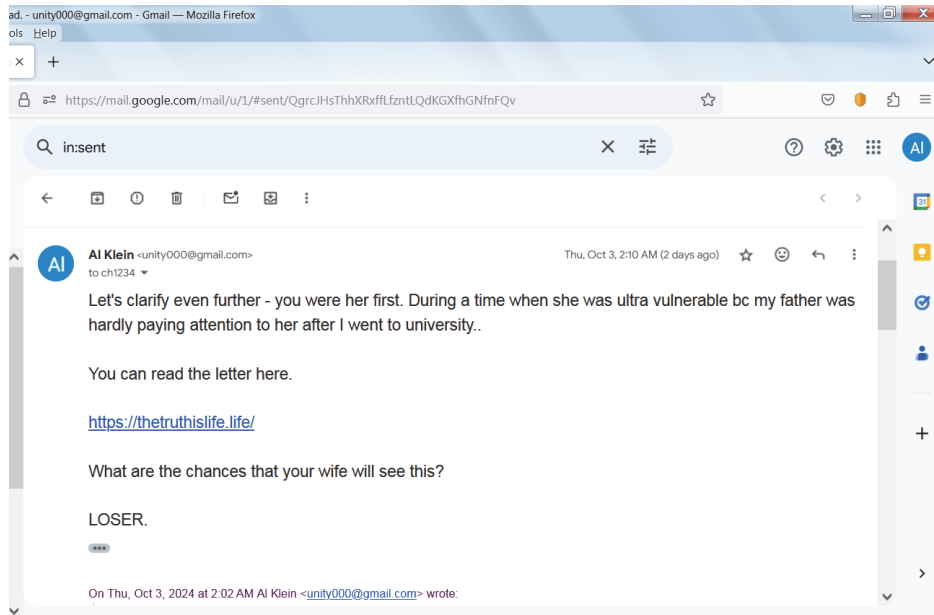 ad. - unity000@gmail.com - Gmail — Mozilla Firefox
ols Help
https://mail.google.com/mail/u/1/#sent/QgrcJHsThhXRxffLfzntLQdKGXfhGNfnFQv
in:sent
Al
31
Al
Al Klein <unity000@gmail.com>
Thu, Oct 3, 2:10 AM (2 days ago)
to ch1234
Let's clarify even further - you were her first. During a time when she was ultra vulnerable bc my father was
hardly paying attention to her after I went to university..
You can read the letter here.
https://thetruthislife.life/
What are the chances that your wife will see this?
LOSER.
On Thu, Oct 3, 2024 at 2:02 AM Al Klein <unity000@gmail.com> wrote: